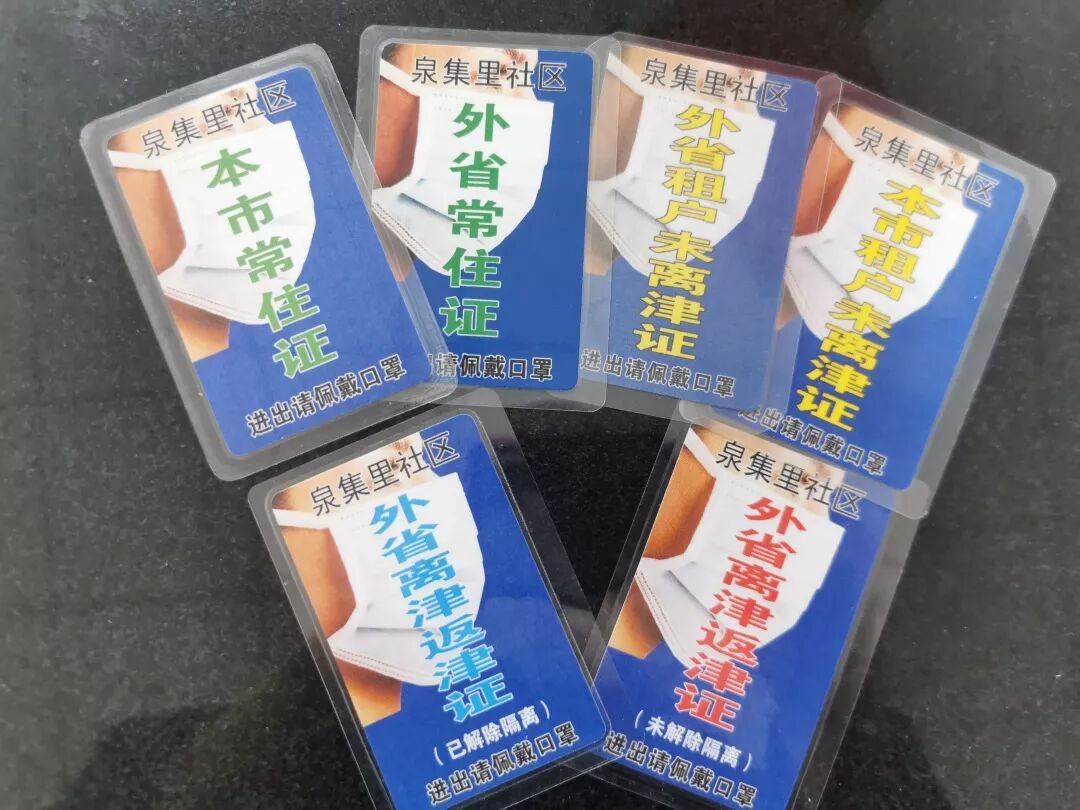 泉集里社区
本市常住证
进出请佩戴口罩
泉集里社区
外省常住证
出请佩戴口罩
泉集里社区
外省租户未离津证
进出请佩戴口罩
泉集里社区
本市租户未离津证
进出请佩戴口罩
泉集里社区
外省离津返津证
(已解除隔离)
进出请佩戴口罩
泉集里社区
外省离津返津证
(未解除隔离)
进出请佩戴口罩